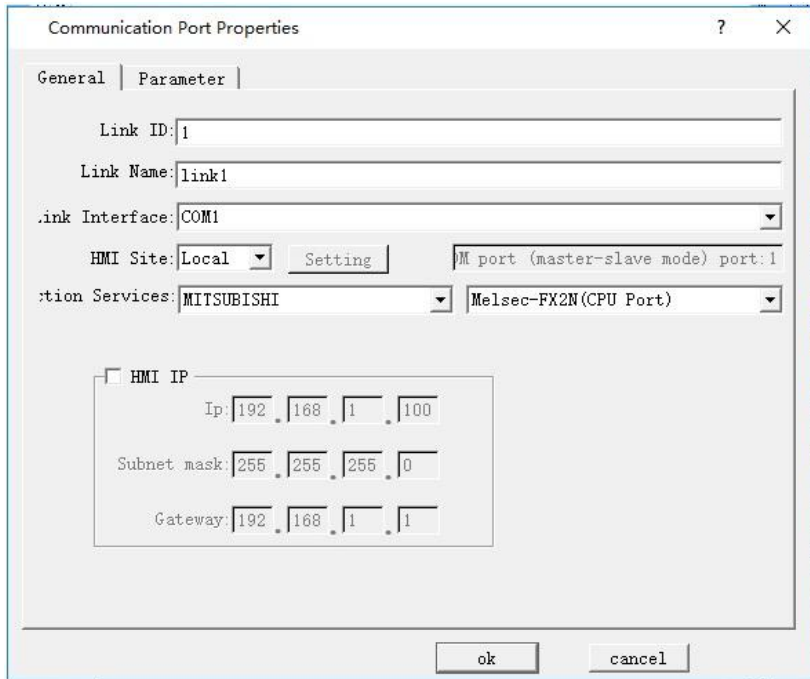 Communication Port Properties ? ×
General Parameter
Link ID: 1
Link Name: link1
ink Interface: COM1
HMI Site: Local Setting M port (master-slave mode) port:1
ction Services: MITSUBISHI Melsec-FX2N(CPU Port)
HMI IP
Ip: 192 . 168 . 1 . 100
Subnet mask: 255 . 255 . 255 . 0
Gateway: 192 . 168 . 1 . 1
ok cancel